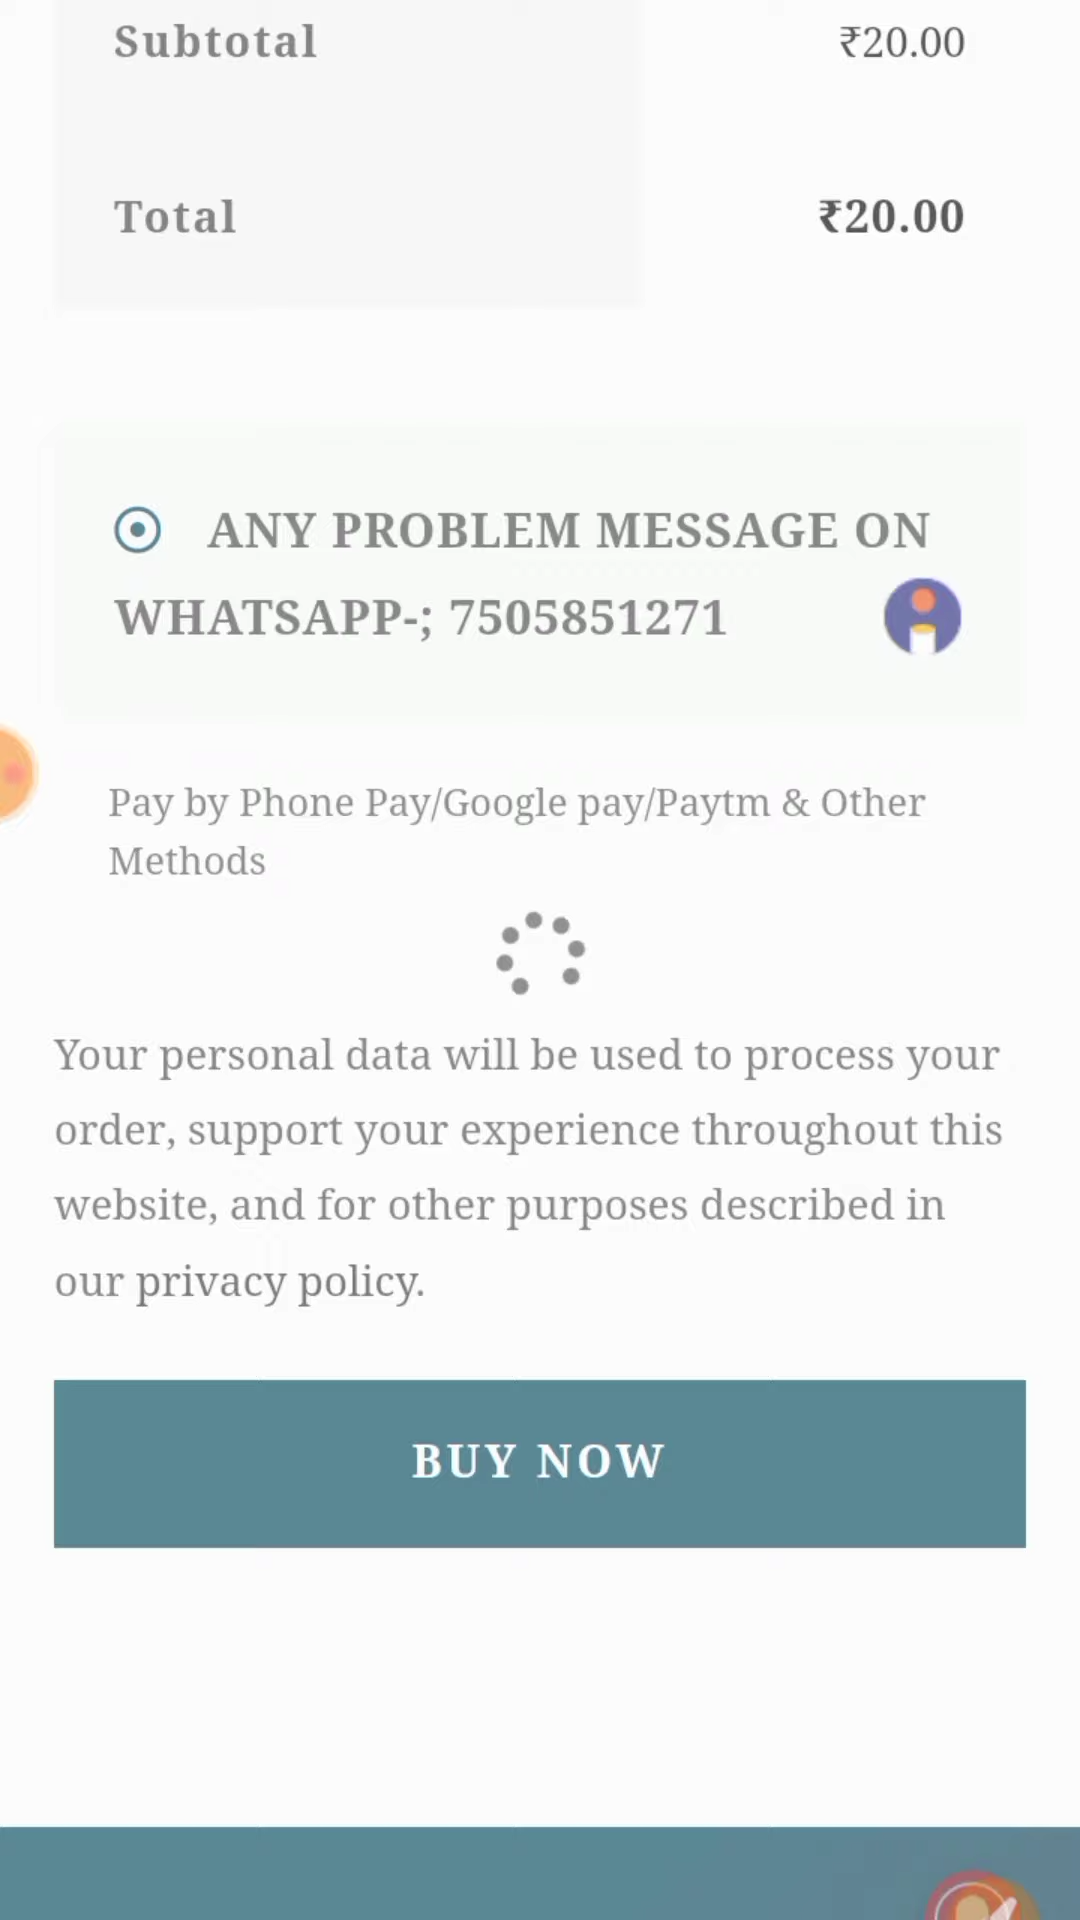 Subtotal ₹20.00
Total ₹20.00
ANY PROBLEM MESSAGE ON
WHATSAPP-; 7505851271
Pay by Phone Pay/Google pay/Paytm & Other
Methods
Your personal data will be used to process your
order, support your experience throughout this
website, and for other purposes described in
our privacy policy.
BUY NOW